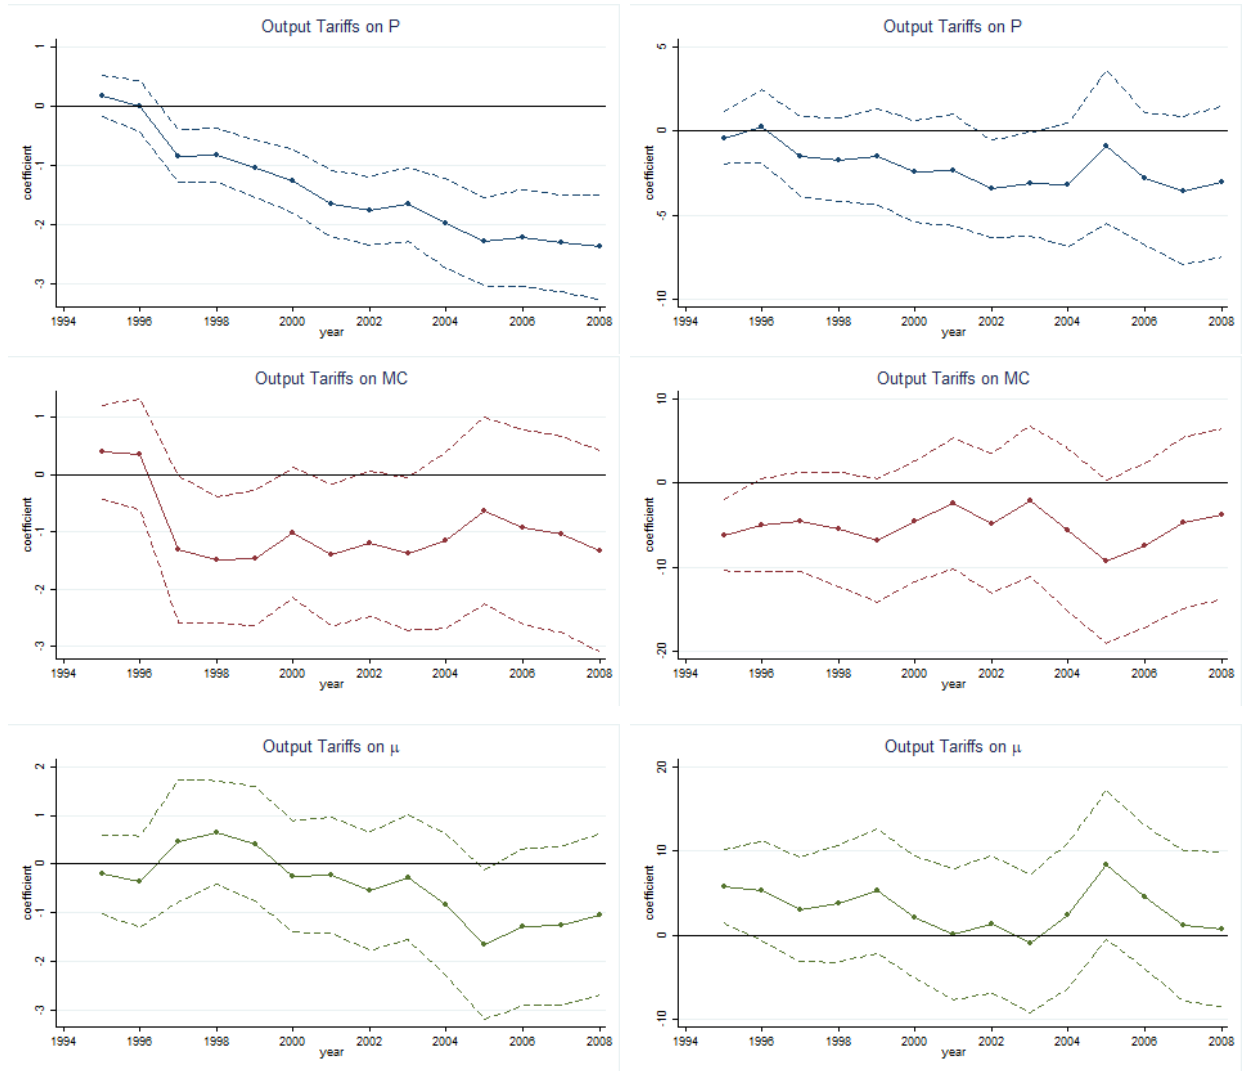 Output Tariffs on P
1
0
-1
-2
-3
coefficient
1994 1996 1998 2000 2002 2004 2006 2008
year
Output Tariffs on P
5
0
-5
-10
coefficient
1994 1996 1998 2000 2002 2004 2006 2008
year
Output Tariffs on MC
1
0
-1
-2
-3
coefficient
1994 1996 1998 2000 2002 2004 2006 2008
year
Output Tariffs on MC
10
0
-10
-20
coefficient
1994 1996 1998 2000 2002 2004 2006 2008
year
Output Tariffs on μ
2
1
0
-1
-2
-3
coefficient
1994 1996 1998 2000 2002 2004 2006 2008
year
Output Tariffs on μ
20
10
0
-10
coefficient
1994 1996 1998 2000 2002 2004 2006 2008
year